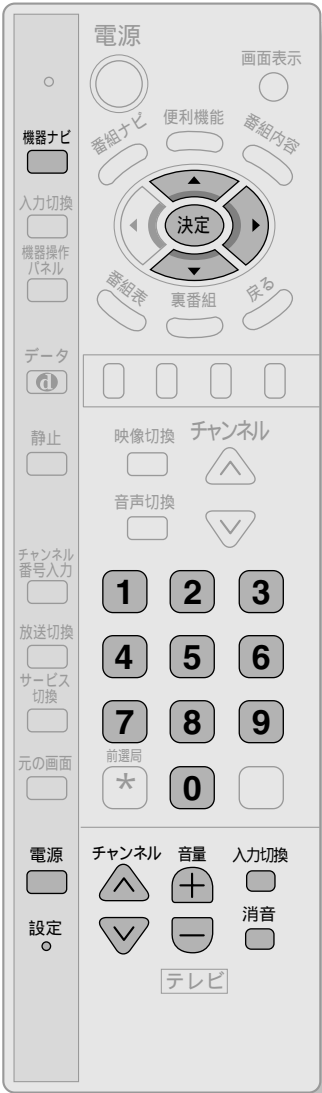 電源
画面表示
機器ナビ
番組ナビ
便利機能
番組内容
入力切換
決定
機器操作
パネル
番組表
裏番組
戻る
データ
d
静止
映像切換
チャンネル
音声切換
チャンネル
番号入力
1 2 3
放送切換
4 5 6
サービス
切換
7 8 9
元の画面
前選局
* 0
電源
チャンネル
音量
入力切換
+
設定
消音
−
テレビ